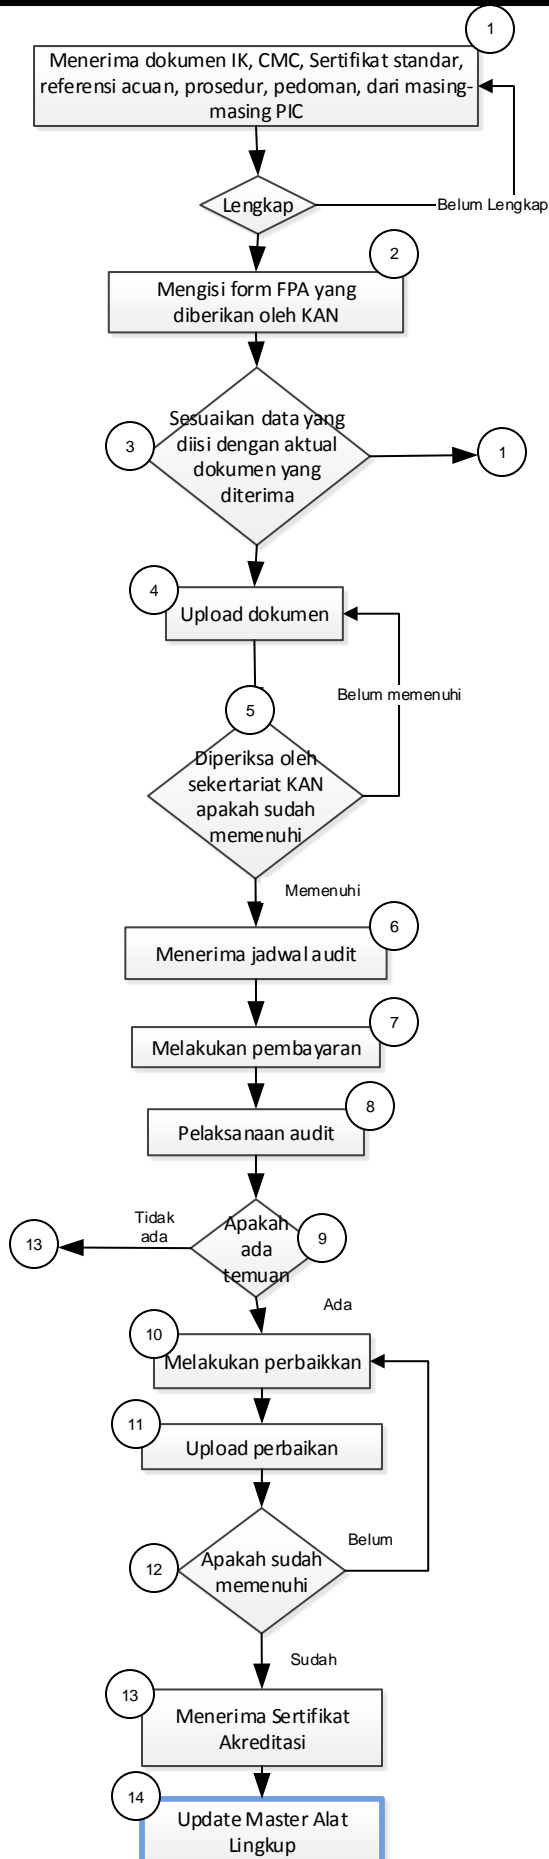 1
Menerima dokumen IK, CMC, Sertifikat standar,
referensi acuan, prosedur, pedoman, dari masing-
masing PIC
Lengkap
Belum Lengkap
2
Mengisi form FPA yang
diberikan oleh KAN
3
Sesuaikan data yang
diisi dengan aktual
dokumen yang
diterima
1
4
Upload dokumen
Belum memenuhi
5
Diperiksa oleh
sekertariat KAN
apakah sudah
memenuhi
Memenuhi
6
Menerima jadwal audit
7
Melakukan pembayaran
8
Pelaksanaan audit
Tidak
ada
13
Apakah
ada
temuan
9
Ada
10
Melakukan perbaikkan
11
Upload perbaikan
Belum
12
Apakah sudah
memenuhi
Sudah
13
Menerima Sertifikat
Akreditasi
14
Update Master Alat
Lingkup